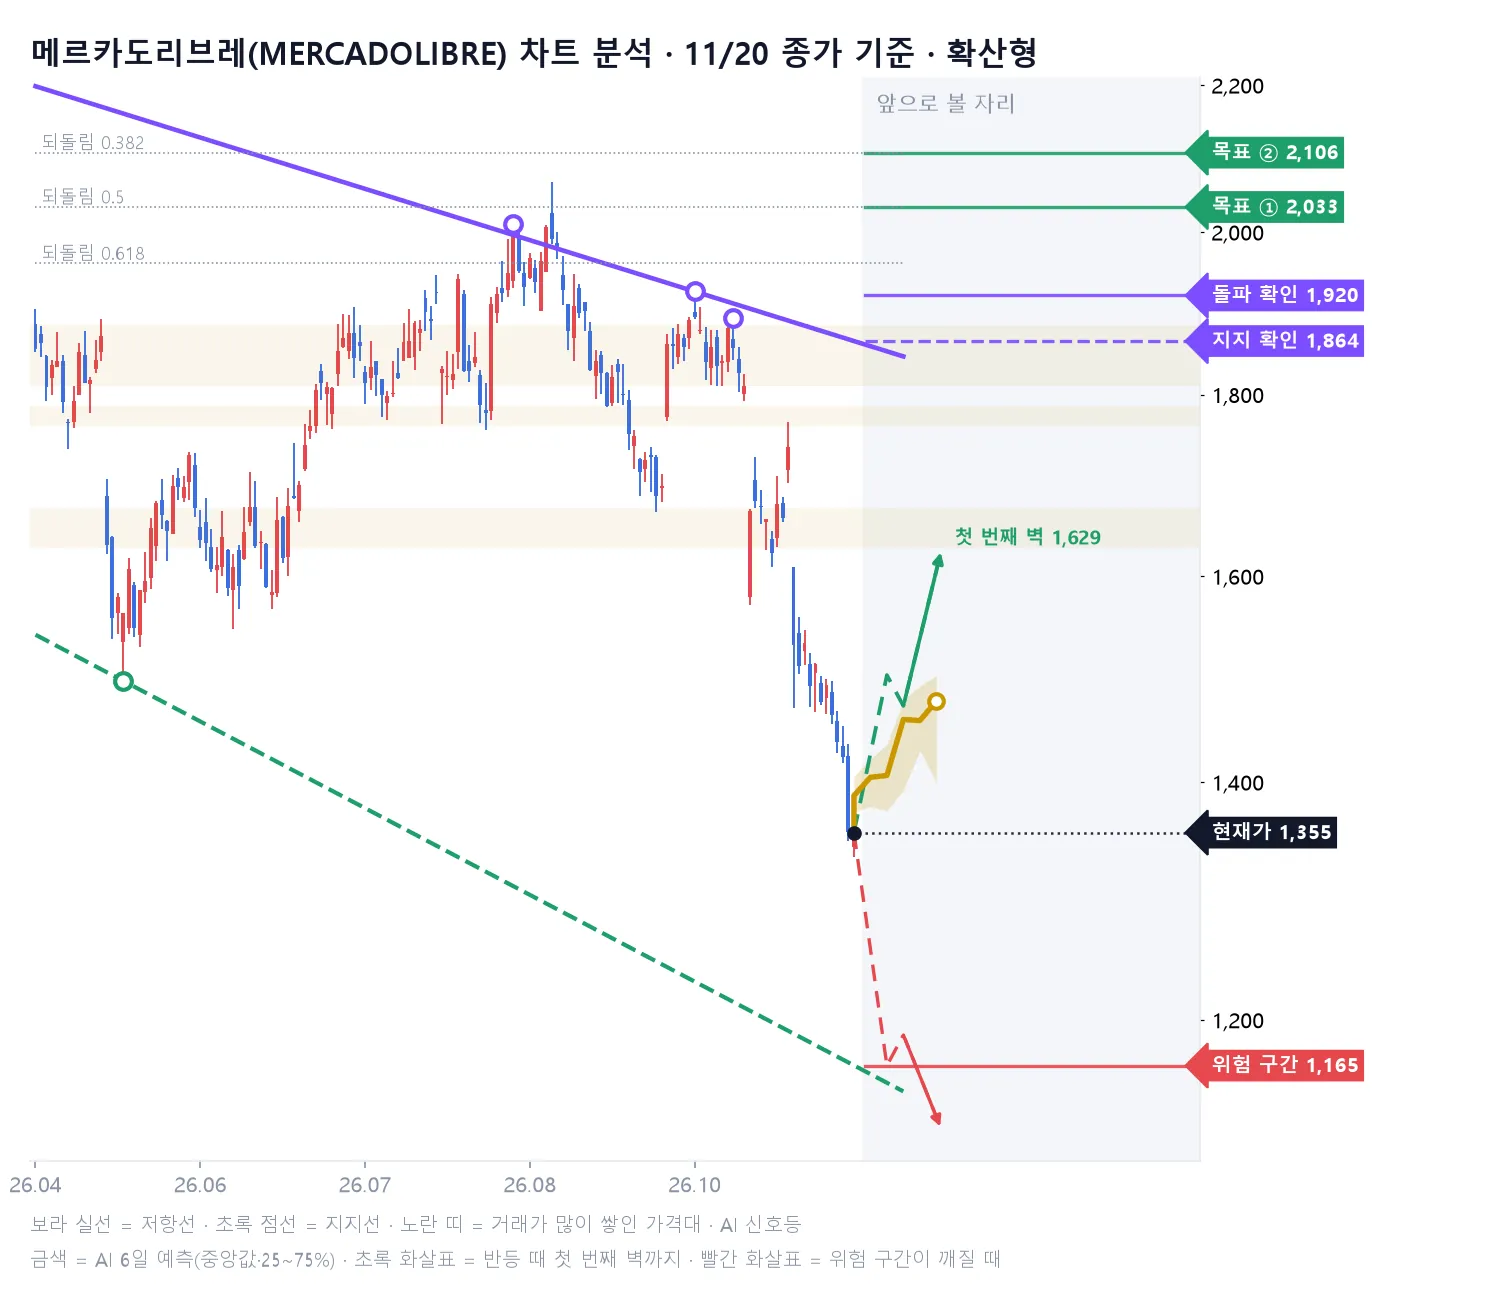 메르카도리브레(MERCADOLIBRE) 차트 분석 · 11/20 종가 기준 · 확산형
앞으로 볼 자리
2,200
되돌림 0.382
목표 ② 2,106
되돌림 0.5
목표 ① 2,033
2,000
되돌림 0.618
돌파 확인 1,920
지지 확인 1,864
1,800
첫 번째 벽 1,629
1,600
1,400
현재가 1,355
1,200
위험 구간 1,165
26.04 26.06 26.07 26.08 26.10
보라 실선 = 저항선 · 초록 점선 = 지지선 · 노란 띠 = 거래가 많이 쌓인 가격대 · AI 신호등
금색 = AI 6일 예측(중앙값·25~75%) · 초록 화살표 = 반등 때 첫 번째 벽까지 · 빨간 화살표 = 위험 구간이 깨질 때